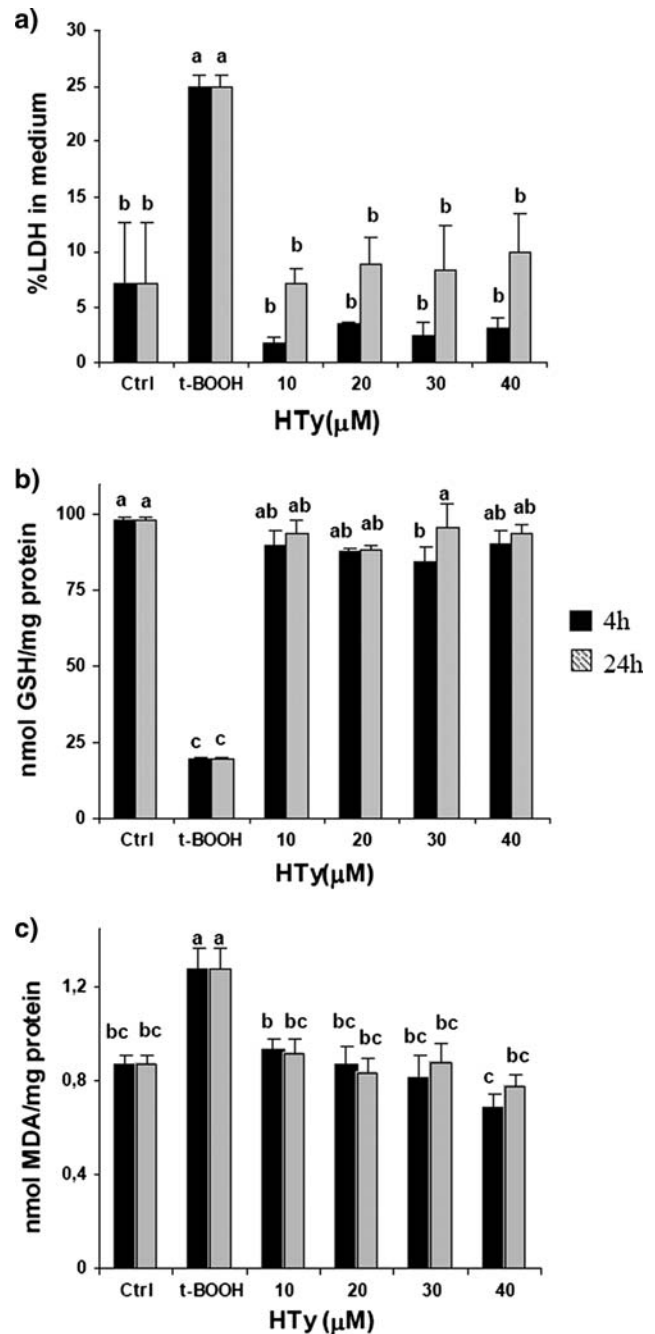 a)
%LDH in medium
30
25
20
15
10
5
0
b b a a b b b b b b b b
Ctrl t-BOOH 10 20 30 40
HTy(μM)
b)
nmol GSH/mg protein
100
75
50
25
0
a a c c ab ab ab ab b a ab ab
Ctrl t-BOOH 10 20 30 40
HTy(μM)
4h
24h
c)
nmol MDA/mg protein
1,2
0,8
0,4
0
bc bc a a b bc bc bc bc bc c bc
Ctrl t-BOOH 10 20 30 40
HTy (μM)